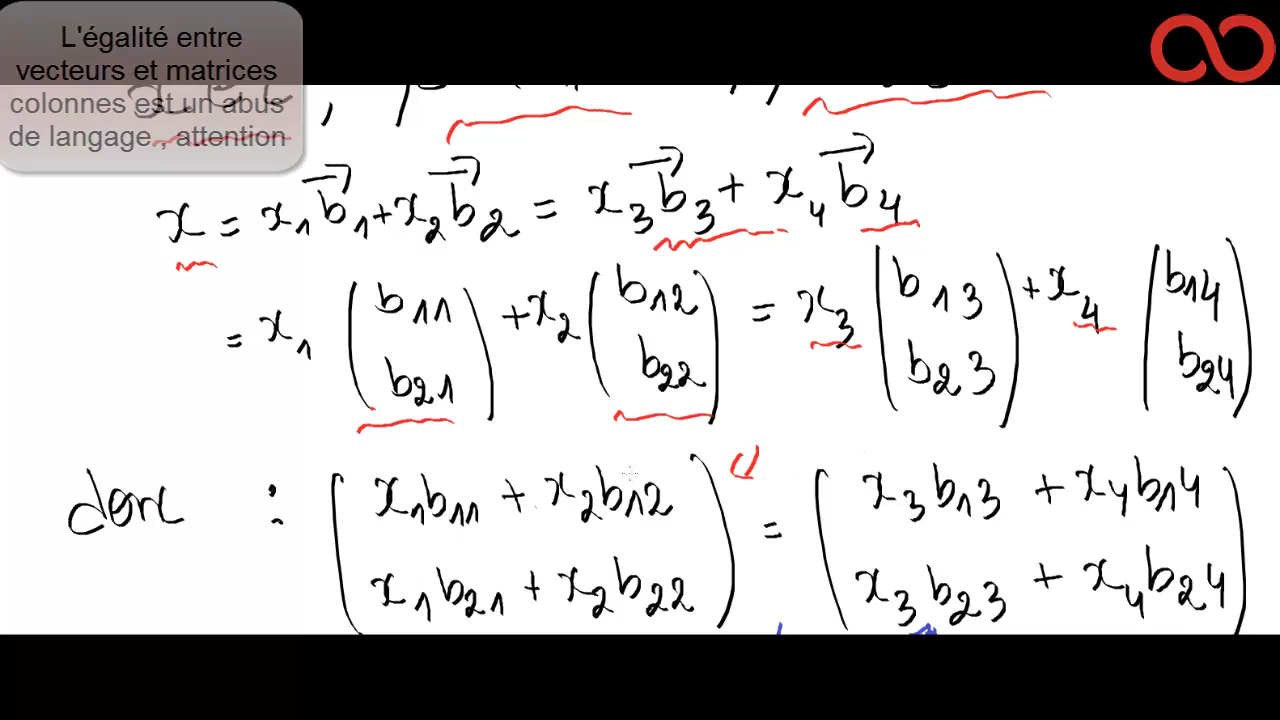 L'égalité entre
vecteurs et matrices
colonnes est un abus
de langage , attention
x = x₁b⃗₁ + x₂b⃗₂ = x₃b⃗₃ + x₄b⃗₄
= x₁ (b₁₁ b₂₁) + x₂ (b₁₂ b₂₂) = x₃ (b₁₃ b₂₃) + x₄ (b₁₄ b₂₄)
donc : (x₁b₁₁ + x₂b₁₂ = (x₃b₁₃ + x₄b₁₄
x₁b₂₁ + x₂b₂₂) x₃b₂₃ + x₄b₂₄)